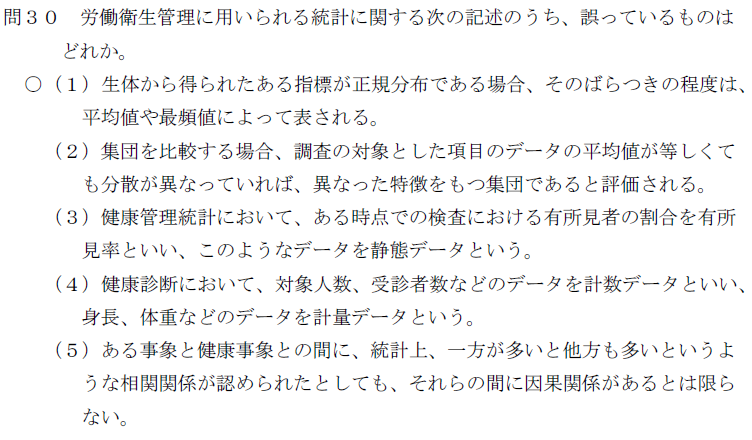 問30　労働衛生管理に用いられる統計に関する次の記述のうち、誤っているものは
どれか。
○（1）生体から得られたある指標が正規分布である場合、そのばらつきの程度は、
平均値や最頻値によって表される。
（2）集団を比較する場合、調査の対象とした項目のデータの平均値が等しくて
も分散が異なっていれば、異なった特徴をもつ集団であると評価される。
（3）健康管理統計において、ある時点での検査における有所見者の割合を有所
見率といい、このようなデータを静態データという。
（4）健康診断において、対象人数、受診者数などのデータを計数データといい、
身長、体重などのデータを計量データという。
（5）ある事象と健康事象との間に、統計上、一方が多いと他方も多いというよ
うな相関関係が認められたとしても、それらの間に因果関係があるとは限ら
ない。